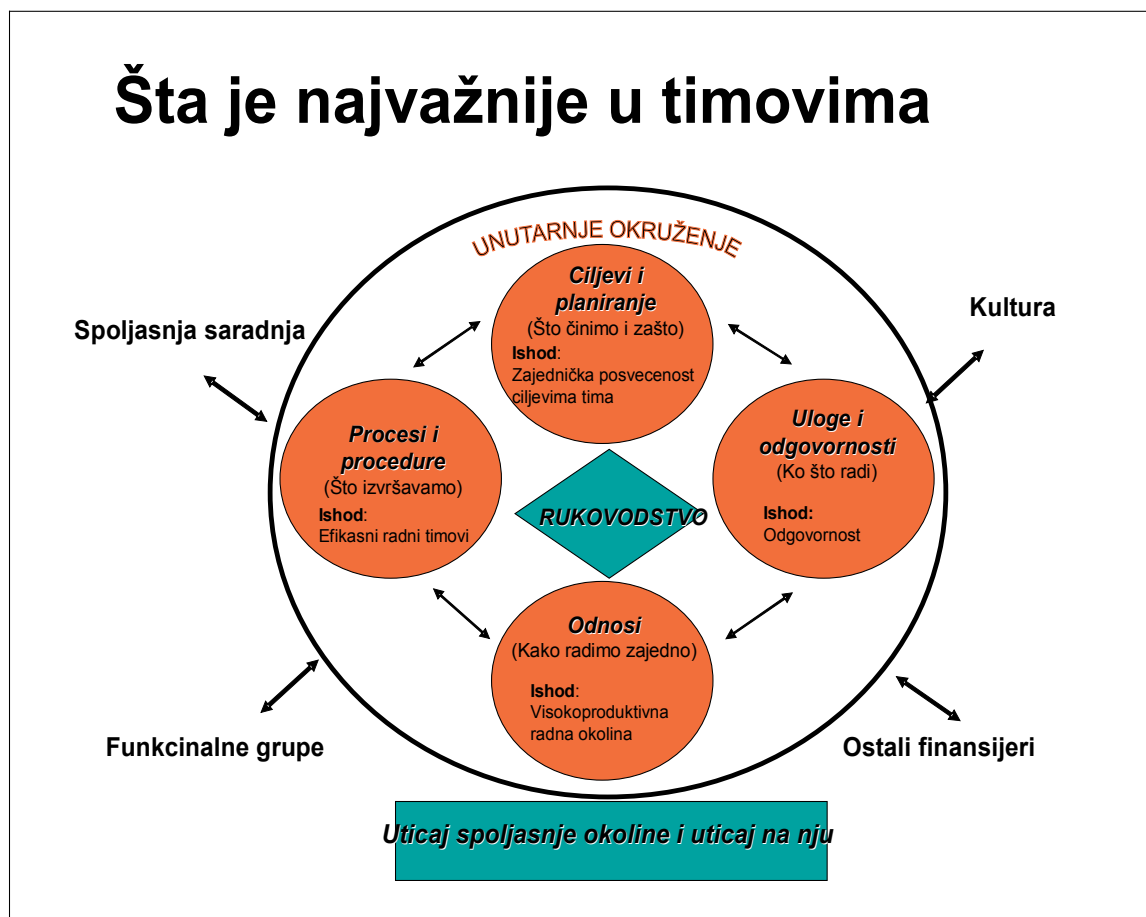 Šta je najvažnije u timovima
UNUTARNJE OKRUŽENJE
Ciljevi i
planiranje
(Što činimo i zašto)
Ishod:
Zajednička posvecenost
ciljevima tima
Spoljasnja saradnja
Kultura
Procesi i
procedure
(Što izvršavamo)
Ishod:
Efikasni radni timovi
RUKOVODSTVO
Uloge i
odgovornosti
(Ko što radi)
Ishod:
Odgovornost
Odnosi
(Kako radimo zajedno)
Ishod:
Visokoproduktivna
radna okolina
Funkcinalne grupe
Ostali finansijeri
Uticaj spoljasnje okoline i uticaj na nju